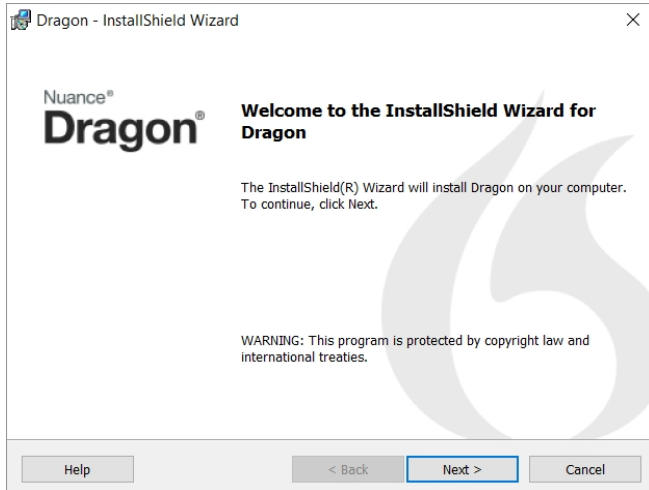 Dragon - InstallShield Wizard
Nuance®
Dragon®
Welcome to the InstallShield Wizard for
Dragon
The InstallShield(R) Wizard will install Dragon on your computer.
To continue, click Next.
WARNING: This program is protected by copyright law and
international treaties.
Help
< Back
Next >
Cancel